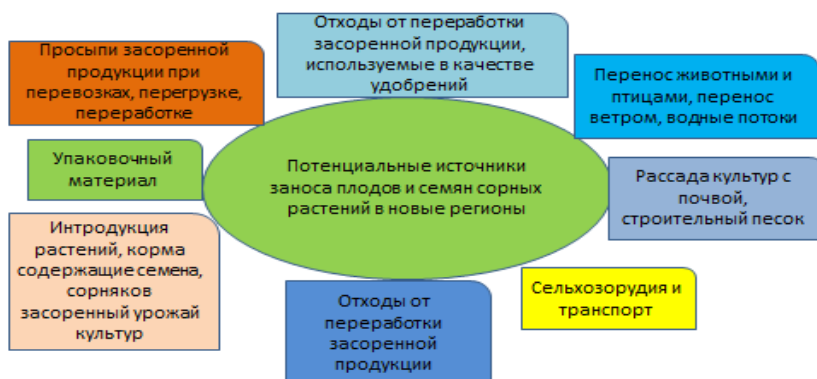 Отходы от переработки
засоренной продукции,
используемые в качестве
удобрений
Просыпи засоренной
продукции при
перевозках, перегрузке,
переработке
Перенос животными и
птицами, перенос
ветром, водные потоки
Упаковочный
материал
Потенциальные источники
заноса плодов и семян сорных
растений в новые регионы
Рассада культур с
почвой,
строительный песок
Интродукция
растений, корма
содержащие семена,
сорняков
засоренный урожай
культур
Отходы от
переработки
засоренной
продукции
Сельхозорудия и
транспорт